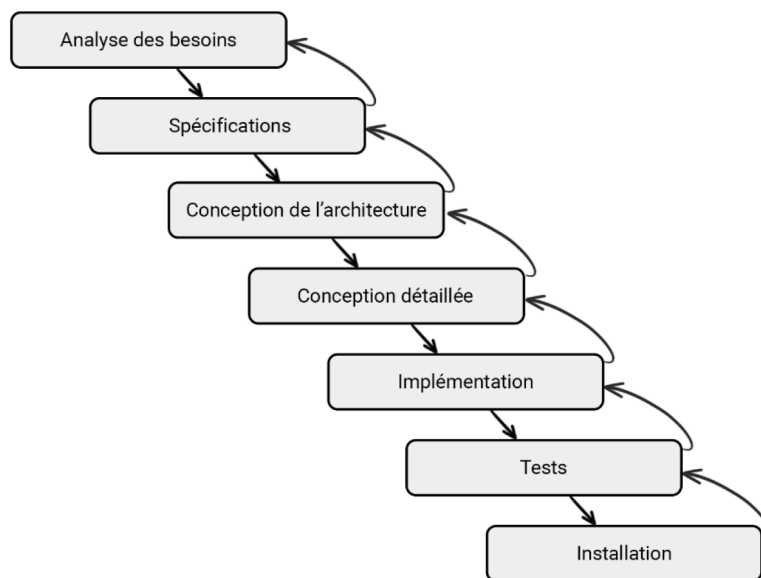 Analyse des besoins
Spécifications
Conception de l'architecture
Conception détaillée
Implémentation
Tests
Installation